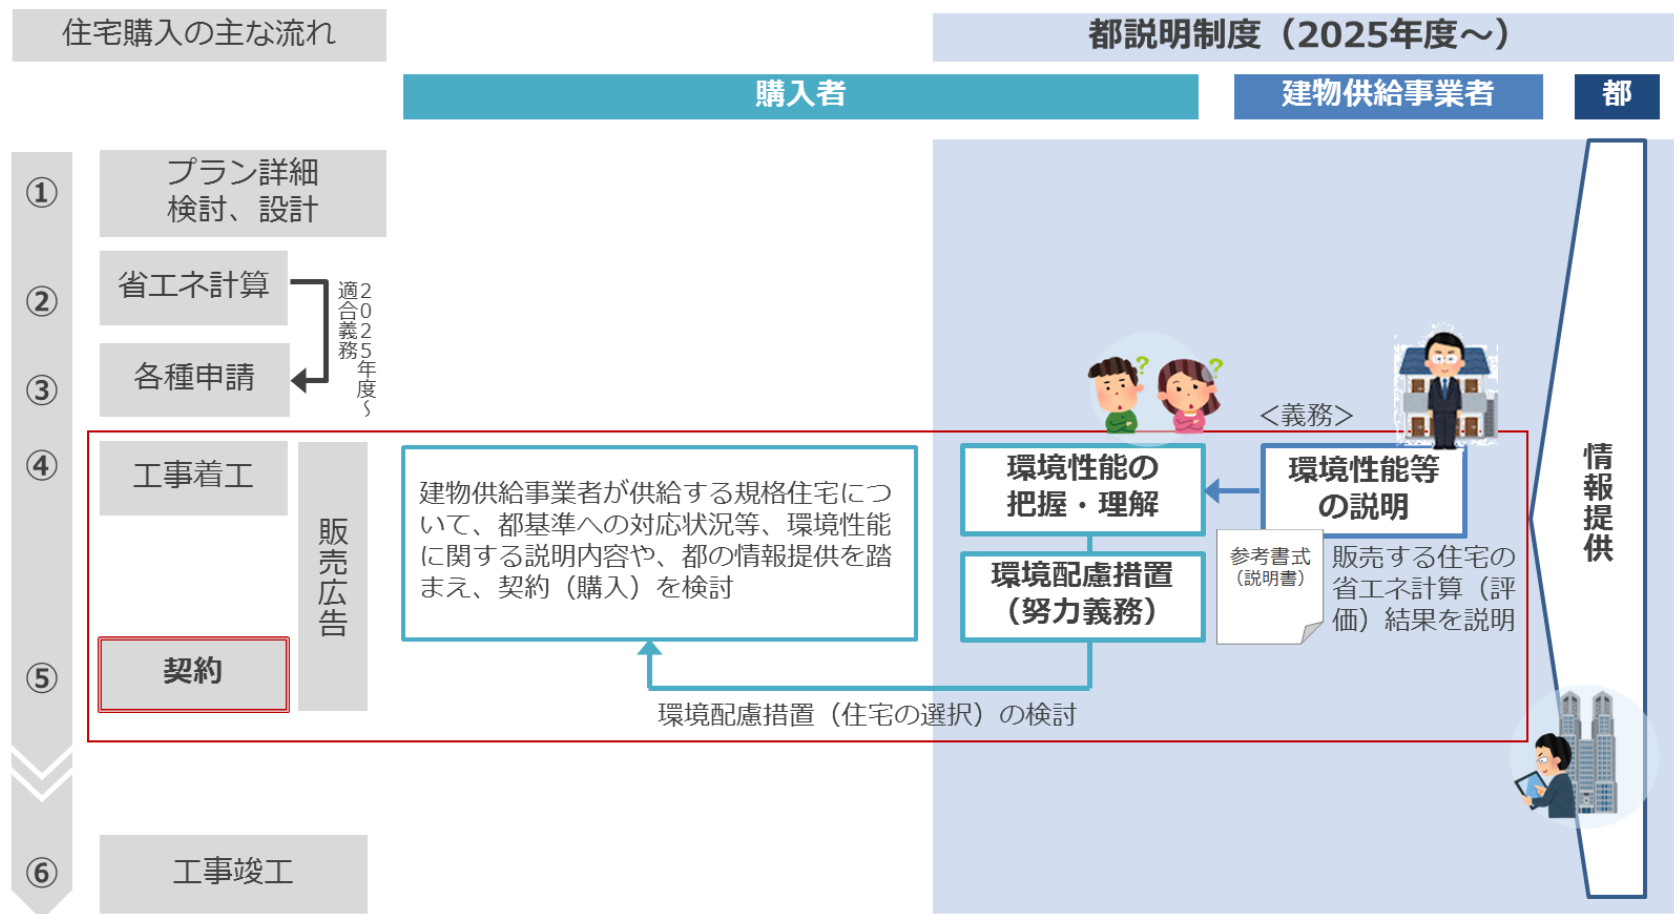 住宅購入の主な流れ
都説明制度（2025年度～）
購入者
建物供給事業者
都
①
プラン詳細
検討、設計
②
省エネ計算
2025年度～
適合義務
③
各種申請
＜義務＞
④
工事着工
販売広告
建物供給事業者が供給する規格住宅につ
いて、都基準への対応状況等、環境性能
に関する説明内容や、都の情報提供を踏
まえ、契約（購入）を検討
?
?
環境性能の
把握・理解
環境性能等
の説明
環境配慮措置
（努力義務）
参考書式
（説明書）
販売する住宅の
省エネ計算（評
価）結果を説明
情報提供
⑤
契約
環境配慮措置（住宅の選択）の検討
⑥
工事竣工